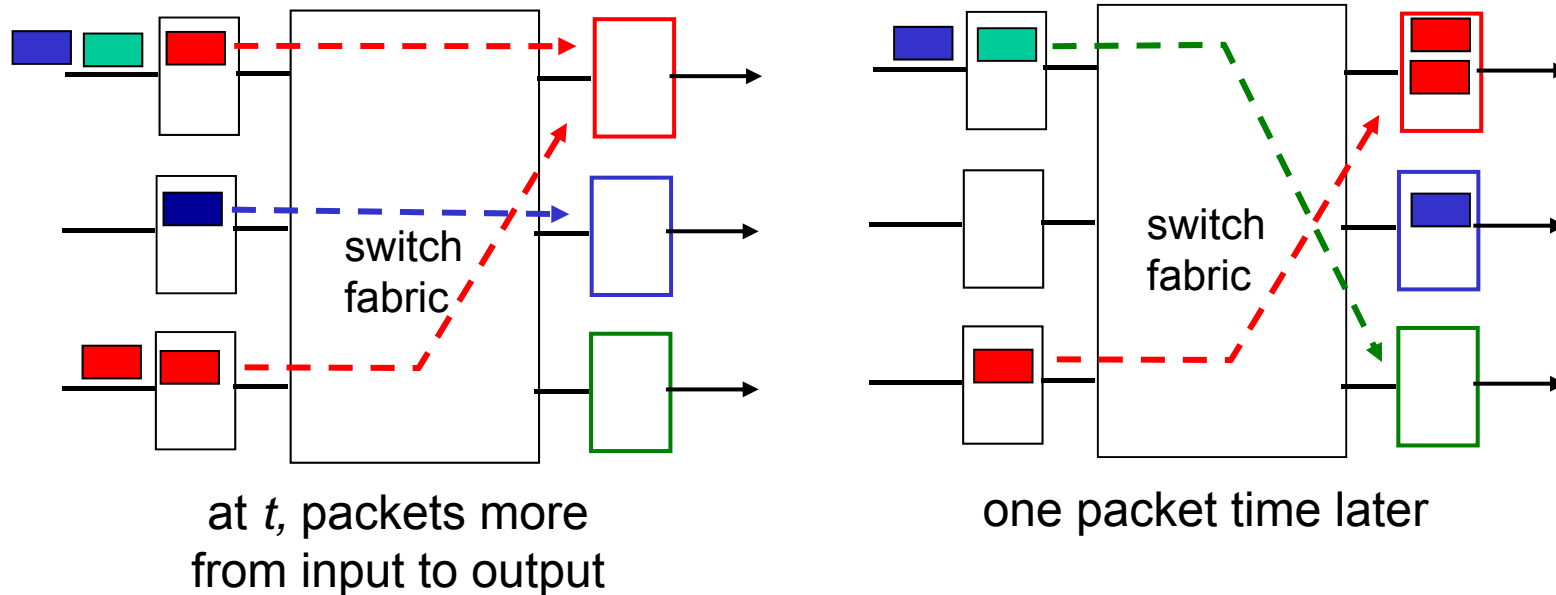 switch
fabric
at t, packets more
from input to output
switch
fabric
one packet time later